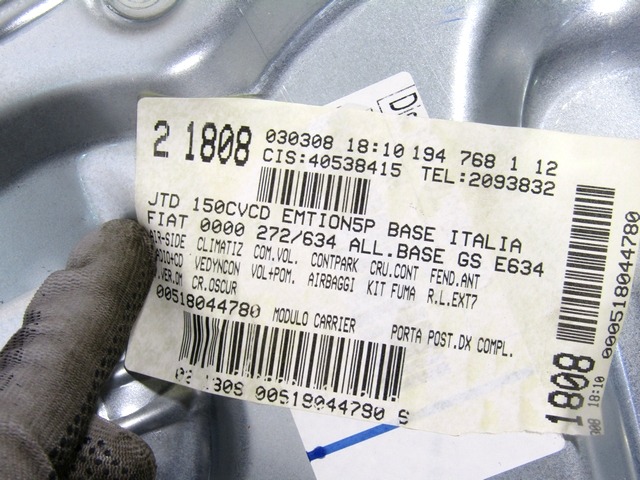 2 1808 030308 18:10 194 768 1 12
CIS:40538415 TEL:2093832
JTD 150CVCD EMTION5P BASE ITALIA
FIAT 0000 272/634 ALL.BASE GS E634
AIR-SIDE CLIMATIZ COM.VOL. CONTPARK CRU.CONT FEND.ANT
VEDYNCON VOL+POM. AIRBAGGI KIT FUMA R.L.EXT7
CR.OSCUR
00518044780 MODULO CARRIER PORTA POST.DX COMPL.
00518044780 S
000518044780
1808
18:10